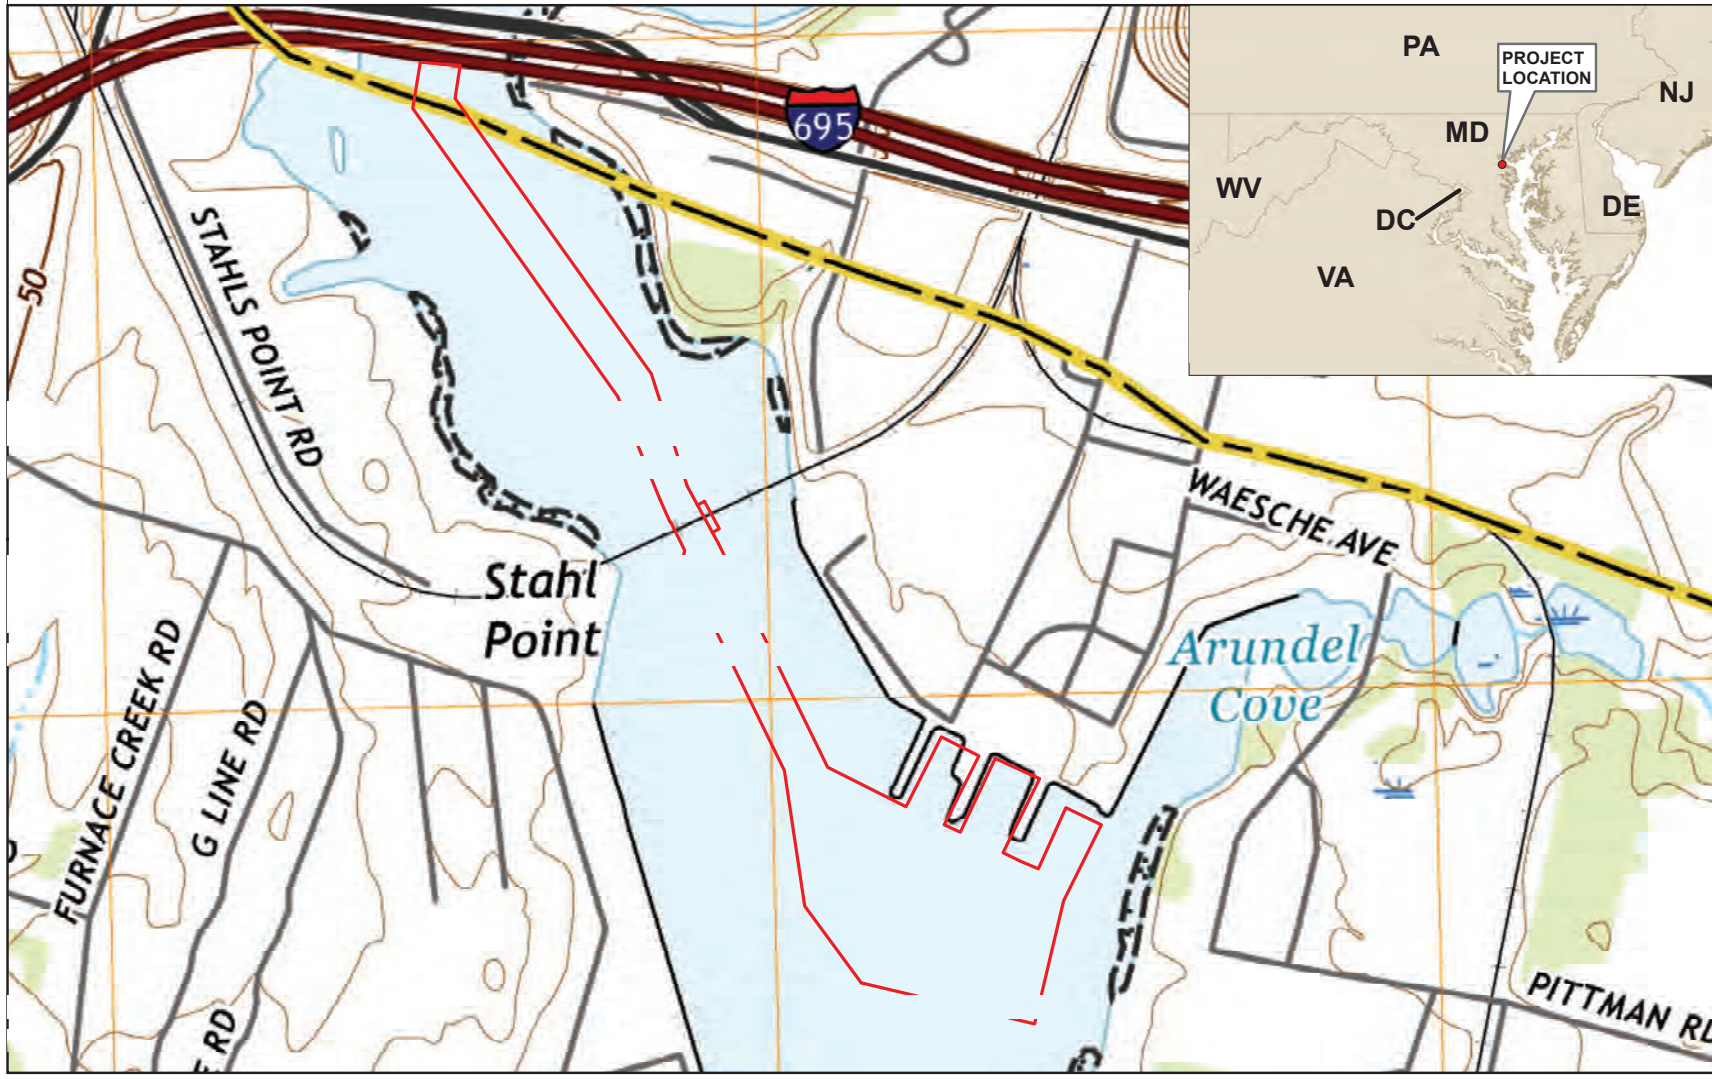 PA
PROJECT
LOCATION
NJ
MD
WV
DC
DE
VA
695
50
STAHLS POINT RD
WAESCHE AVE
Stahl
Point
Arundel
Cove
FURNACE CREEK RD
G LINE RD
PITTMAN RD
RD